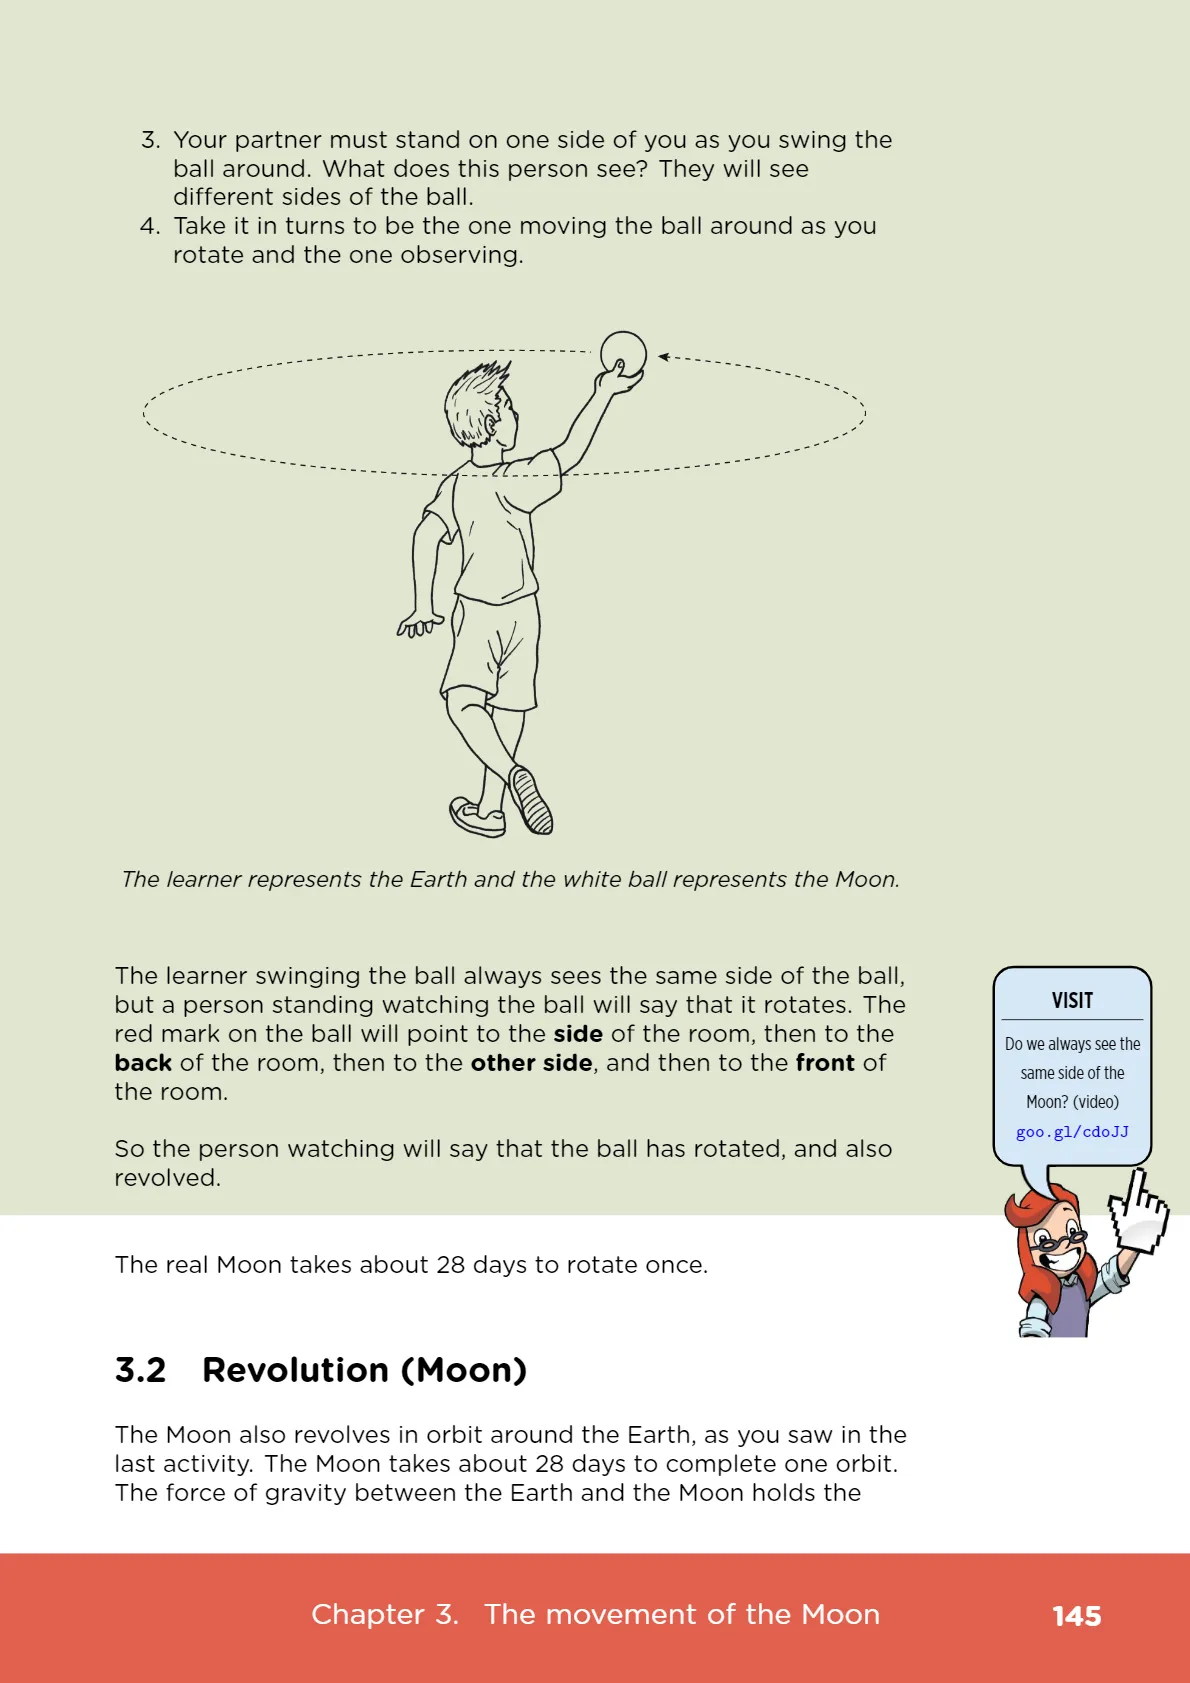 3. Your partner must stand on one side of you as you swing the
ball around. What does this person see? They will see
different sides of the ball.
4. Take it in turns to be the one moving the ball around as you
rotate and the one observing.
The learner represents the Earth and the white ball represents the Moon.
The learner swinging the ball always sees the same side of the ball,
but a person standing watching the ball will say that it rotates. The
red mark on the ball will point to the side of the room, then to the
back of the room, then to the other side, and then to the front of
the room.
So the person watching will say that the ball has rotated, and also
revolved.
VISIT
Do we always see the
same side of the
Moon? (video)
goo.gl/cdoJJ
The real Moon takes about 28 days to rotate once.
3.2 Revolution (Moon)
The Moon also revolves in orbit around the Earth, as you saw in the
last activity. The Moon takes about 28 days to complete one orbit.
The force of gravity between the Earth and the Moon holds the
Chapter 3. The movement of the Moon 145